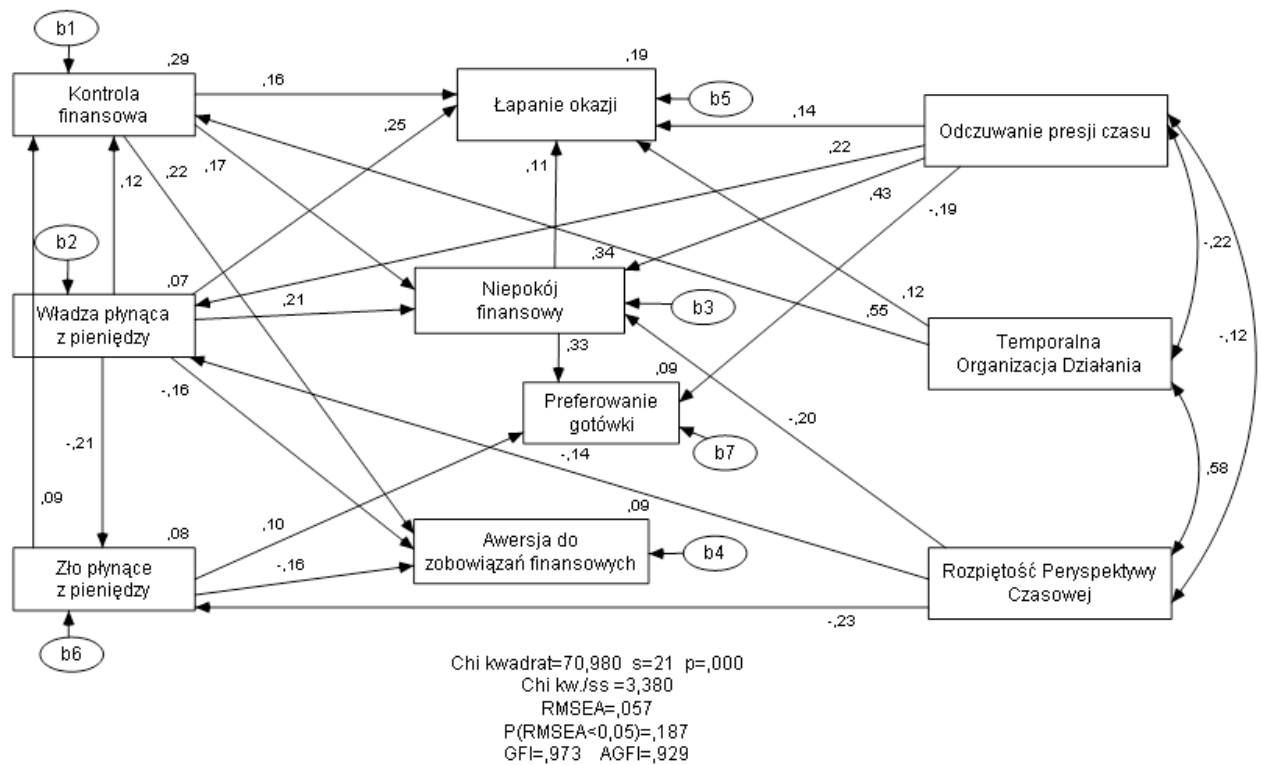 b1
,29
Kontrola
finansowa
,16
,19
Łapanie okazji
b5
,14
Odczuwanie presji czasu
,25
,22
,12
,22
,17
,11
,43
-,19
b2
,07
,34
-,22
Władza płynąca
z pieniędzy
,21
Niepokój
finansowy
b3
,12
,55
Temporalna
Organizacja Działania
-,12
,33
,09
-,16
Preferowanie
gotówki
-,20
-,21
-,14
b7
,58
,09
,10
,09
,08
Zło płynące
z pieniędzy
-,16
Awersja do
zobowiązań finansowych
b4
Rozpiętość Peryspektywy
Czasowej
-,23
b6
Chi kwadrat=70,980 s=21 p=,000
Chi kw./ss =3,380
RMSEA=,057
P(RMSEA<0,05)=,187
GFI=,973 AGFI=,929